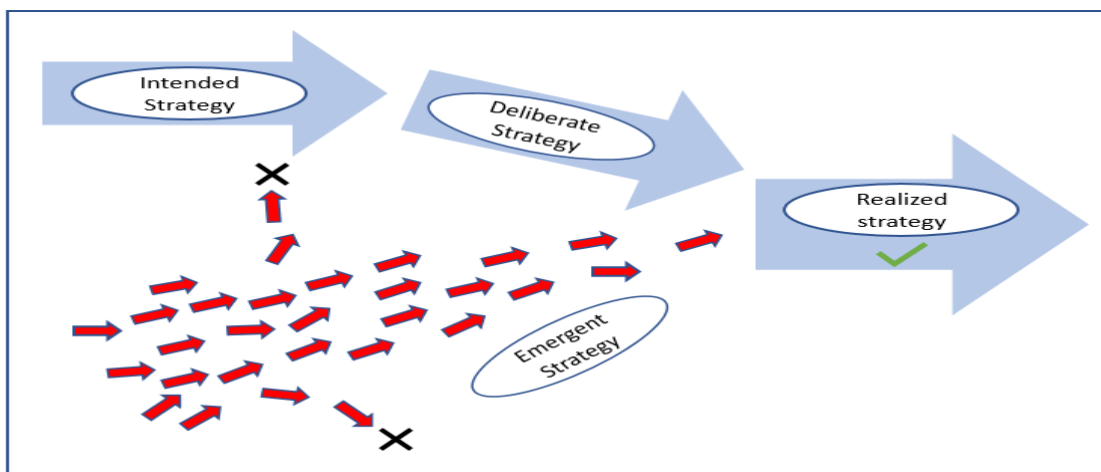 Intended
Strategy
Deliberate
Strategy
Realized
strategy
Emergent
Strategy